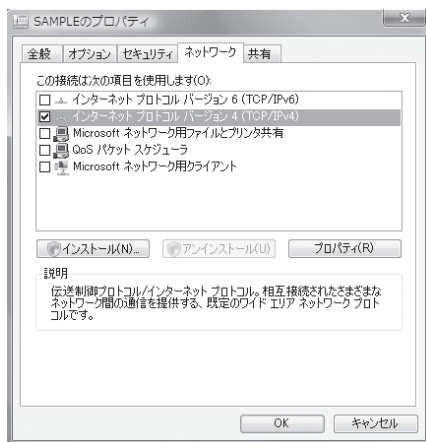 SAMPLEのプロパティ
全般 オプション セキュリティ ネットワーク 共有
この接続は次の項目を使用します(O):
インターネット プロトコル バージョン 6 (TCP/IPv6)
インターネット プロトコル バージョン 4 (TCP/IPv4)
Microsoft ネットワーク用ファイルとプリンタ共有
QoS パケット スケジューラ
Microsoft ネットワーク用クライアント
インストール(N)... アンインストール(U) プロパティ(R)
説明
伝送制御プロトコル/インターネット プロトコル。相互接続されたさまざまな
ネットワーク間の通信を提供する、既定のワイド エリア ネットワーク プロト
コルです。
OK キャンセル